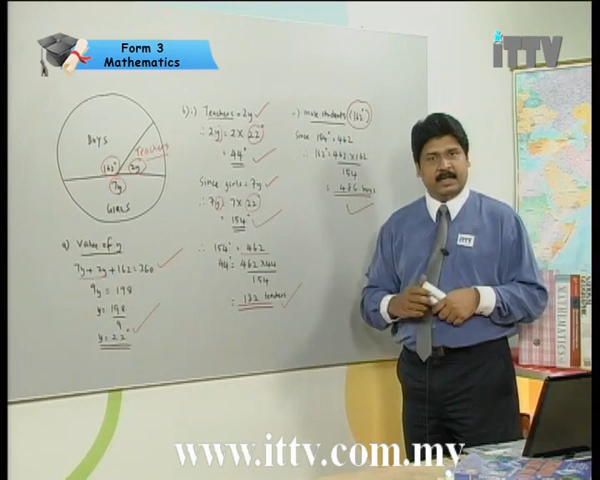 Form 3
Mathematics
iTTV
BOYS
Teachers
162°
2y
7y
GIRLS
a) Value of y
7y + 2y + 162 = 360
9y = 198
y = 198
9
y = 22
b) i) Teachers = 2y
∴ 2y = 2 x 22°
= 44°
Since girls = 7y
∴ 7y = 7 x 22
= 154°
∴ 154° = 462
44° = 462 x 44
154
= 132 teachers
male students (162°)
Since 154° = 462
∴ 162° = 462 x 162
154
= 486 boys
ITTV
MATHEMATICS
www.ittv.com.my